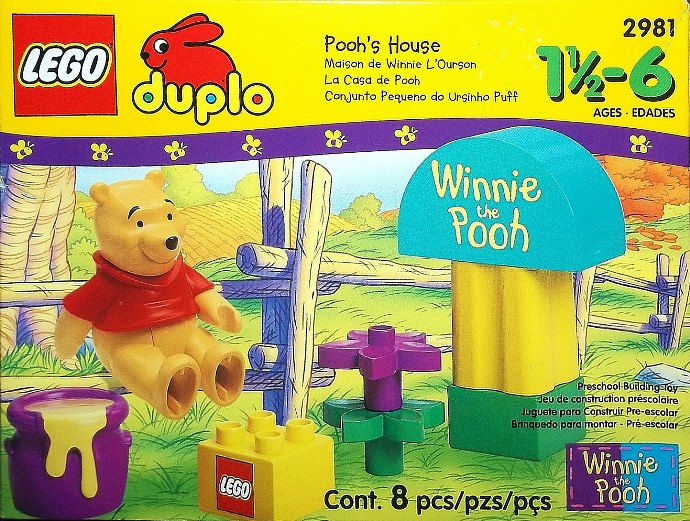 LEGO
duplo
Pooh's House
Maison de Winnie L'Ourson
La Casa de Pooh
Conjunto Pequeno do Ursinho Puff
2981
1½-6
AGES · EDADES
Winnie
the
Pooh
Preschool Building Toy
Jeu de construction préscolaire
Juguete para Construir Pre-escolar
Brinquedo para montar - Pré-escolar
LEGO
Cont. 8 pcs/pzs/pçs
Winnie
the
Pooh